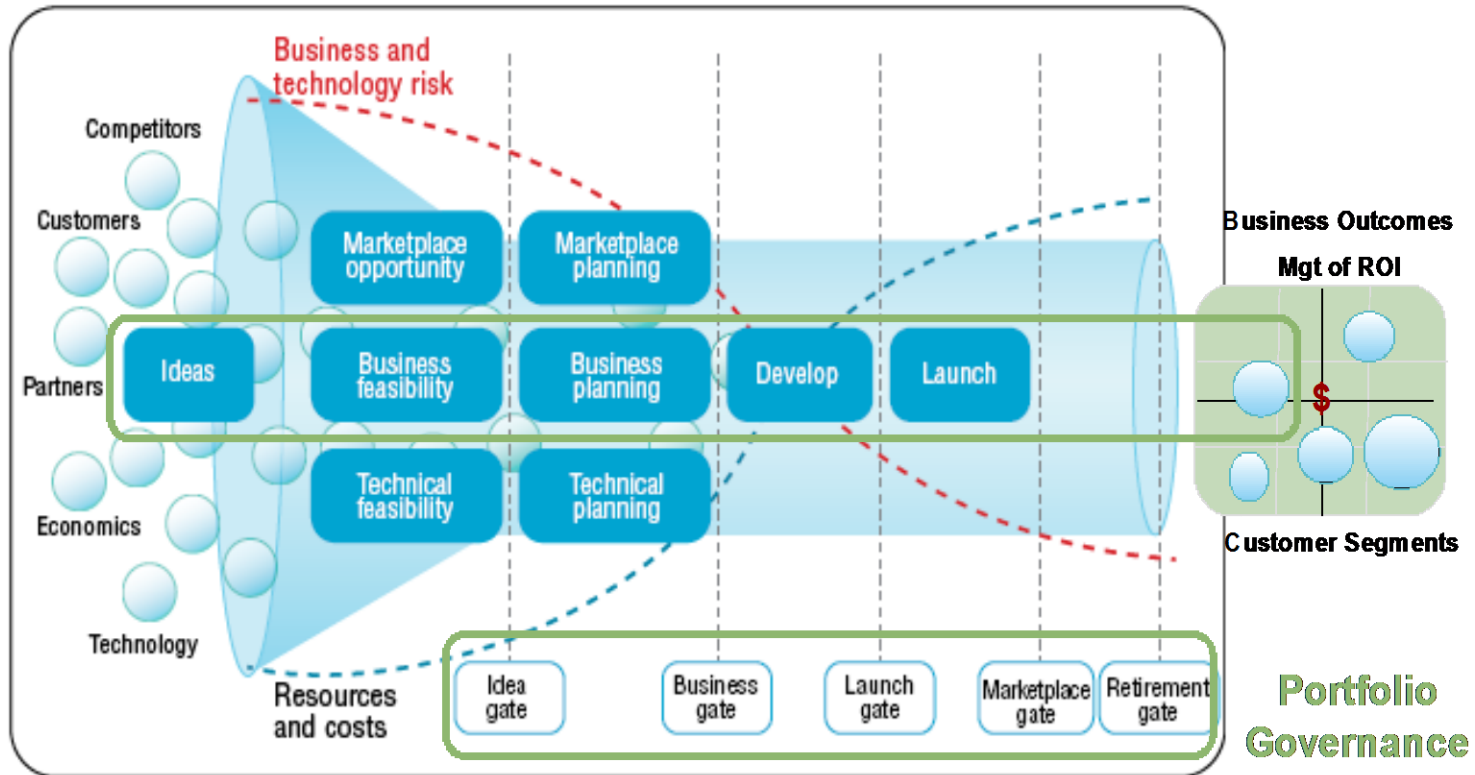 Business and
technology risk
Competitors
Customers
Partners
Economics
Technology
Marketplace
opportunity
Marketplace
planning
Ideas
Business
feasibility
Business
planning
Develop
Launch
Technical
feasibility
Technical
planning
Resources
and costs
Idea
gate
Business
gate
Launch
gate
Marketplace
gate
Retirement
gate
Business Outcomes
Mgt of ROI
$
Customer Segments
Portfolio
Governance